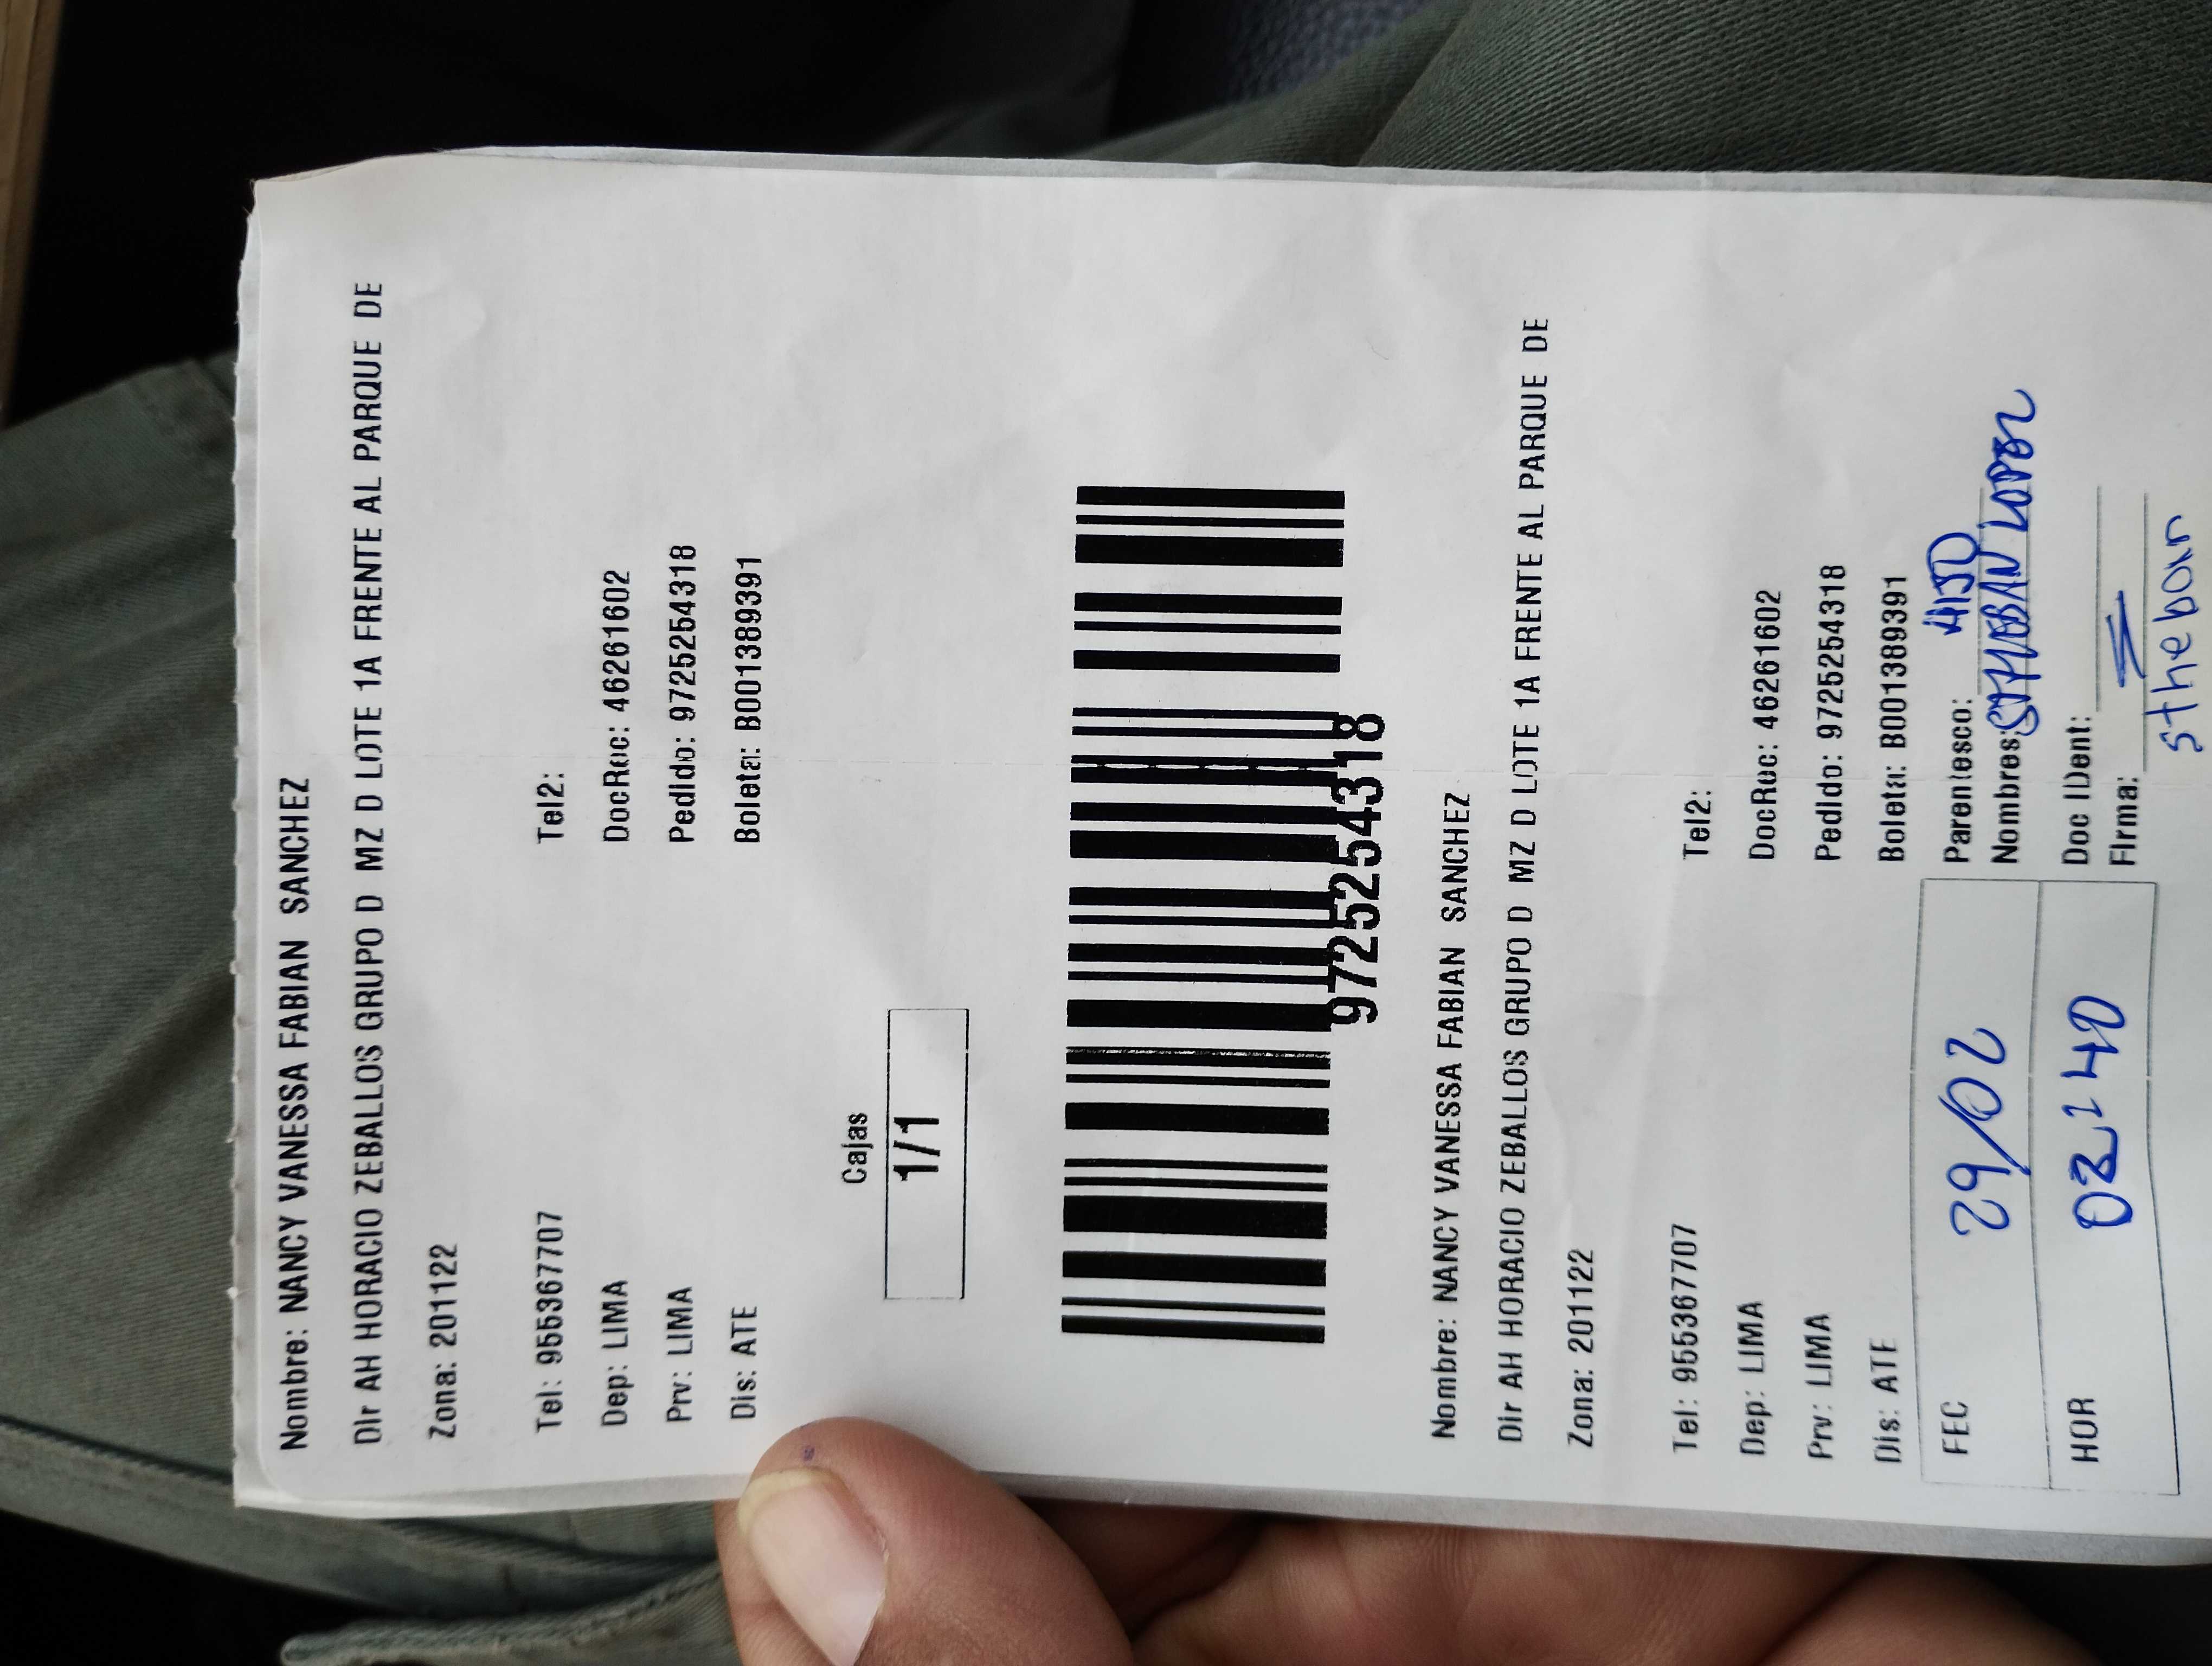 Nombre: NANCY VANESSA FABIAN SANCHEZ
Dir AH HORACIO ZEBALLOS GRUPO D MZ D LOTE 1A FRENTE AL PARQUE DE
Zona: 201122
Tel: 955367707 Tel2:
Dep: LIMA DocRuc: 46261602
Prv: LIMA Pedido: 9725254318
Dis: ATE Boleta: B001389391
Cajas
1/1
9725254318
Nombre: NANCY VANESSA FABIAN SANCHEZ
Dir AH HORACIO ZEBALLOS GRUPO D MZ D LOTE 1A FRENTE AL PARQUE DE
Zona: 201122
Tel: 955367707 Tel2:
Dep: LIMA DocRuc: 46261602
Prv: LIMA Pedido: 9725254318
Dis: ATE Boleta: B001389391
FEC 29/02 Parentesco: HIJO
Nombres: LOPEZ
HOR :40 Doc IDent:
Firma: stheban